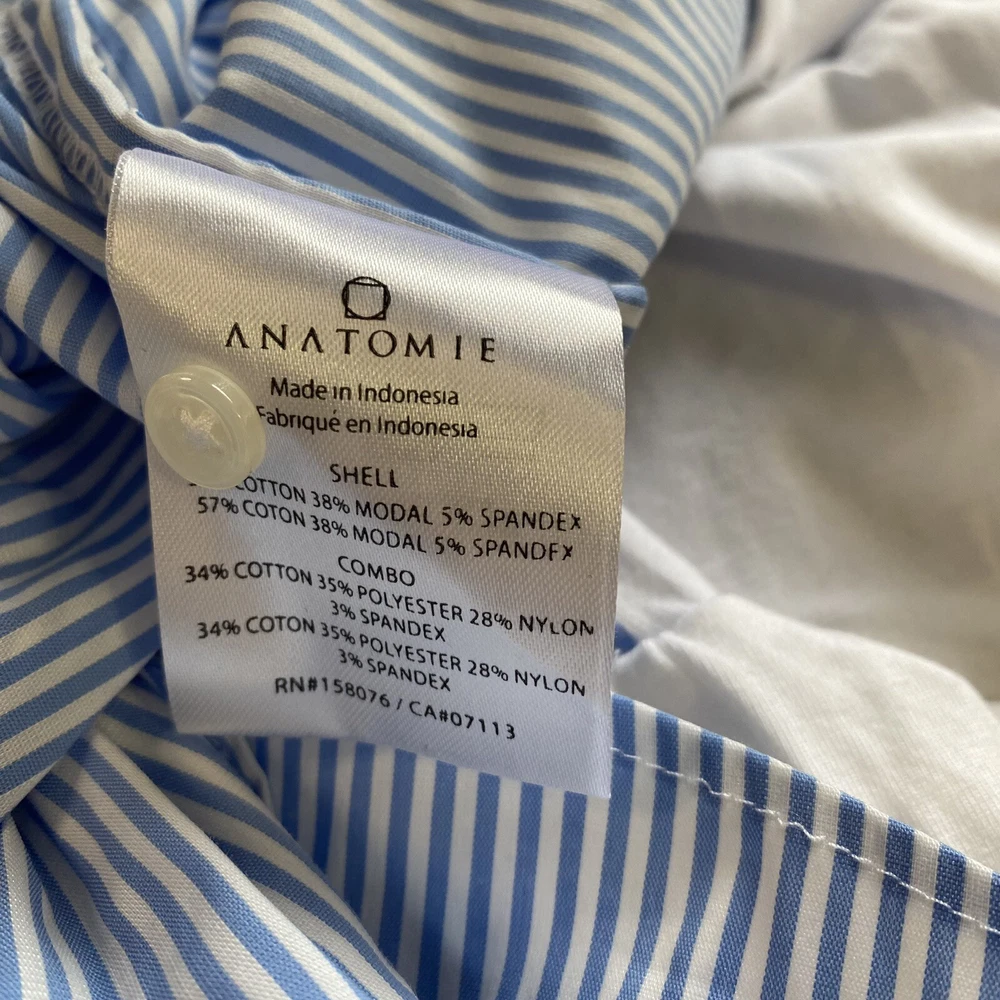 ANATOMIE
Made in Indonesia
Fabriqué en Indonesia
SHELL
COTTON 38% MODAL 5% SPANDEX
57% COTON 38% MODAL 5% SPANDEX
COMBO
34% COTTON 35% POLYESTER 28% NYLON
3% SPANDEX
34% COTON 35% POLYESTER 28% NYLON
3% SPANDEX
RN#158076 / CA#07113